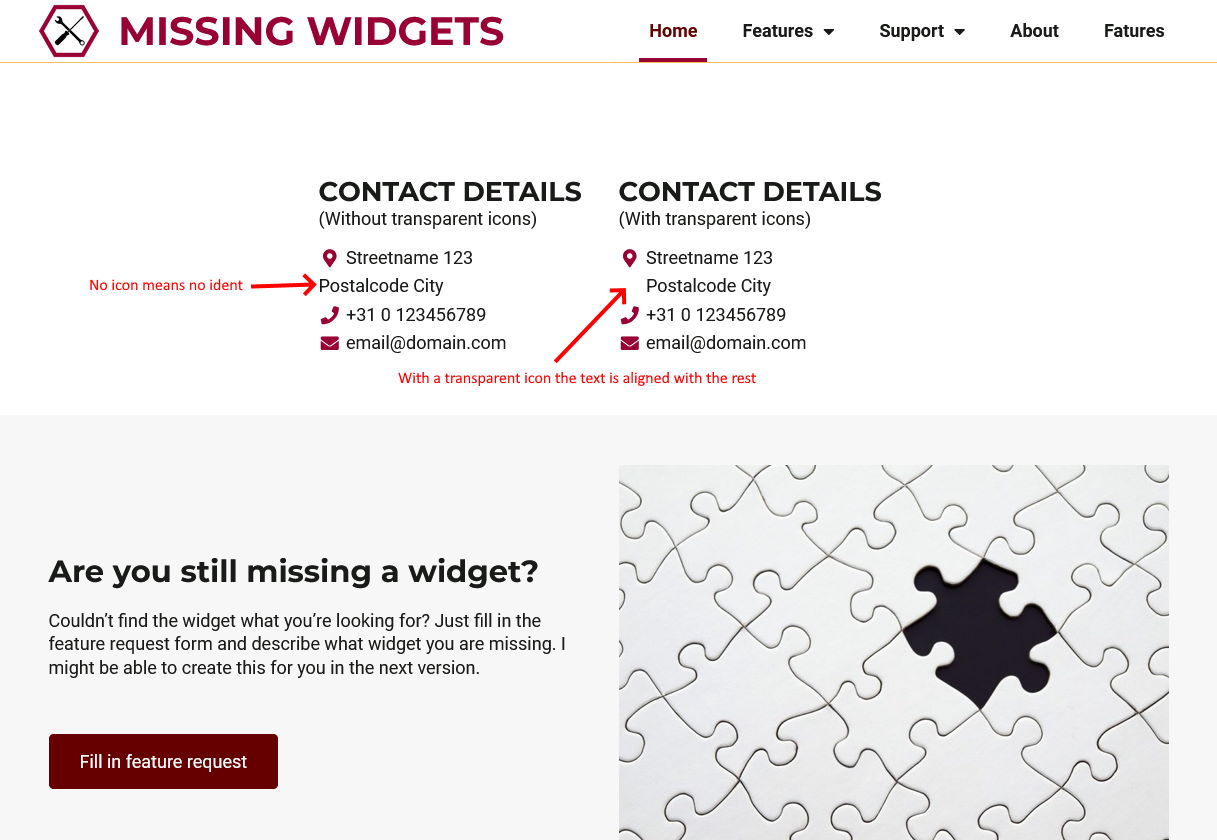 MISSING WIDGETS
Home Features Support About Fatures
CONTACT DETAILS
(Without transparent icons)
Streetname 123
Postalcode City
+31 0 123456789
email@domain.com
No icon means no ident
CONTACT DETAILS
(With transparent icons)
Streetname 123
Postalcode City
+31 0 123456789
email@domain.com
With a transparent icon the text is aligned with the rest
Are you still missing a widget?
Couldn’t find the widget what you’re looking for? Just fill in the
feature request form and describe what widget you are missing. I
might be able to create this for you in the next version.
Fill in feature request